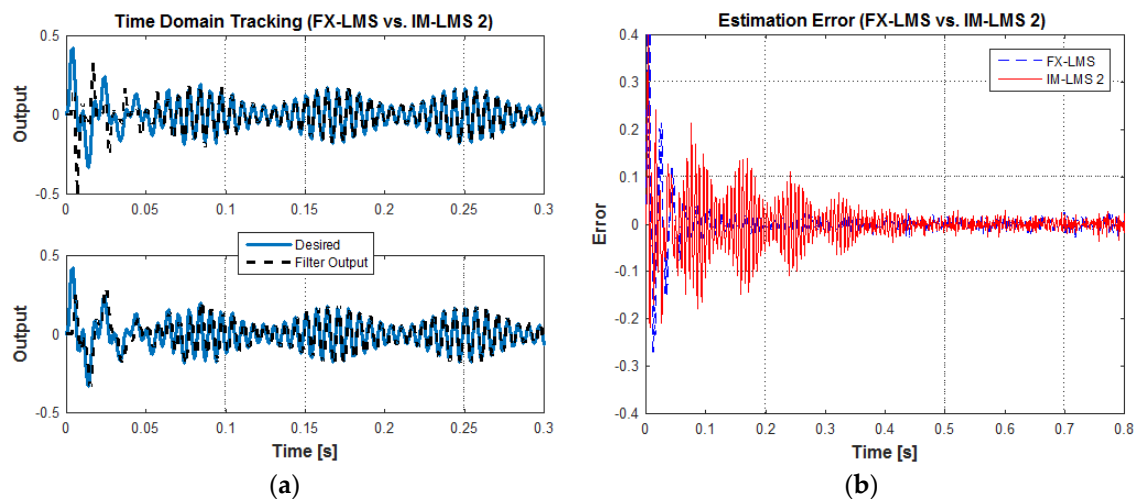 Time Domain Tracking (FX-LMS vs. IM-LMS 2)
0.5
0
-0.5
Output
0 0.05 0.1 0.15 0.2 0.25 0.3
Desired
Filter Output
0.5
0
-0.5
Output
0 0.05 0.1 0.15 0.2 0.25 0.3
Time [s]
(a)
Estimation Error (FX-LMS vs. IM-LMS 2)
FX-LMS
IM-LMS 2
0.4
0.3
0.2
0.1
0
-0.1
-0.2
-0.3
-0.4
Error
0 0.1 0.2 0.3 0.4 0.5 0.6 0.7 0.8
Time [s]
(b)